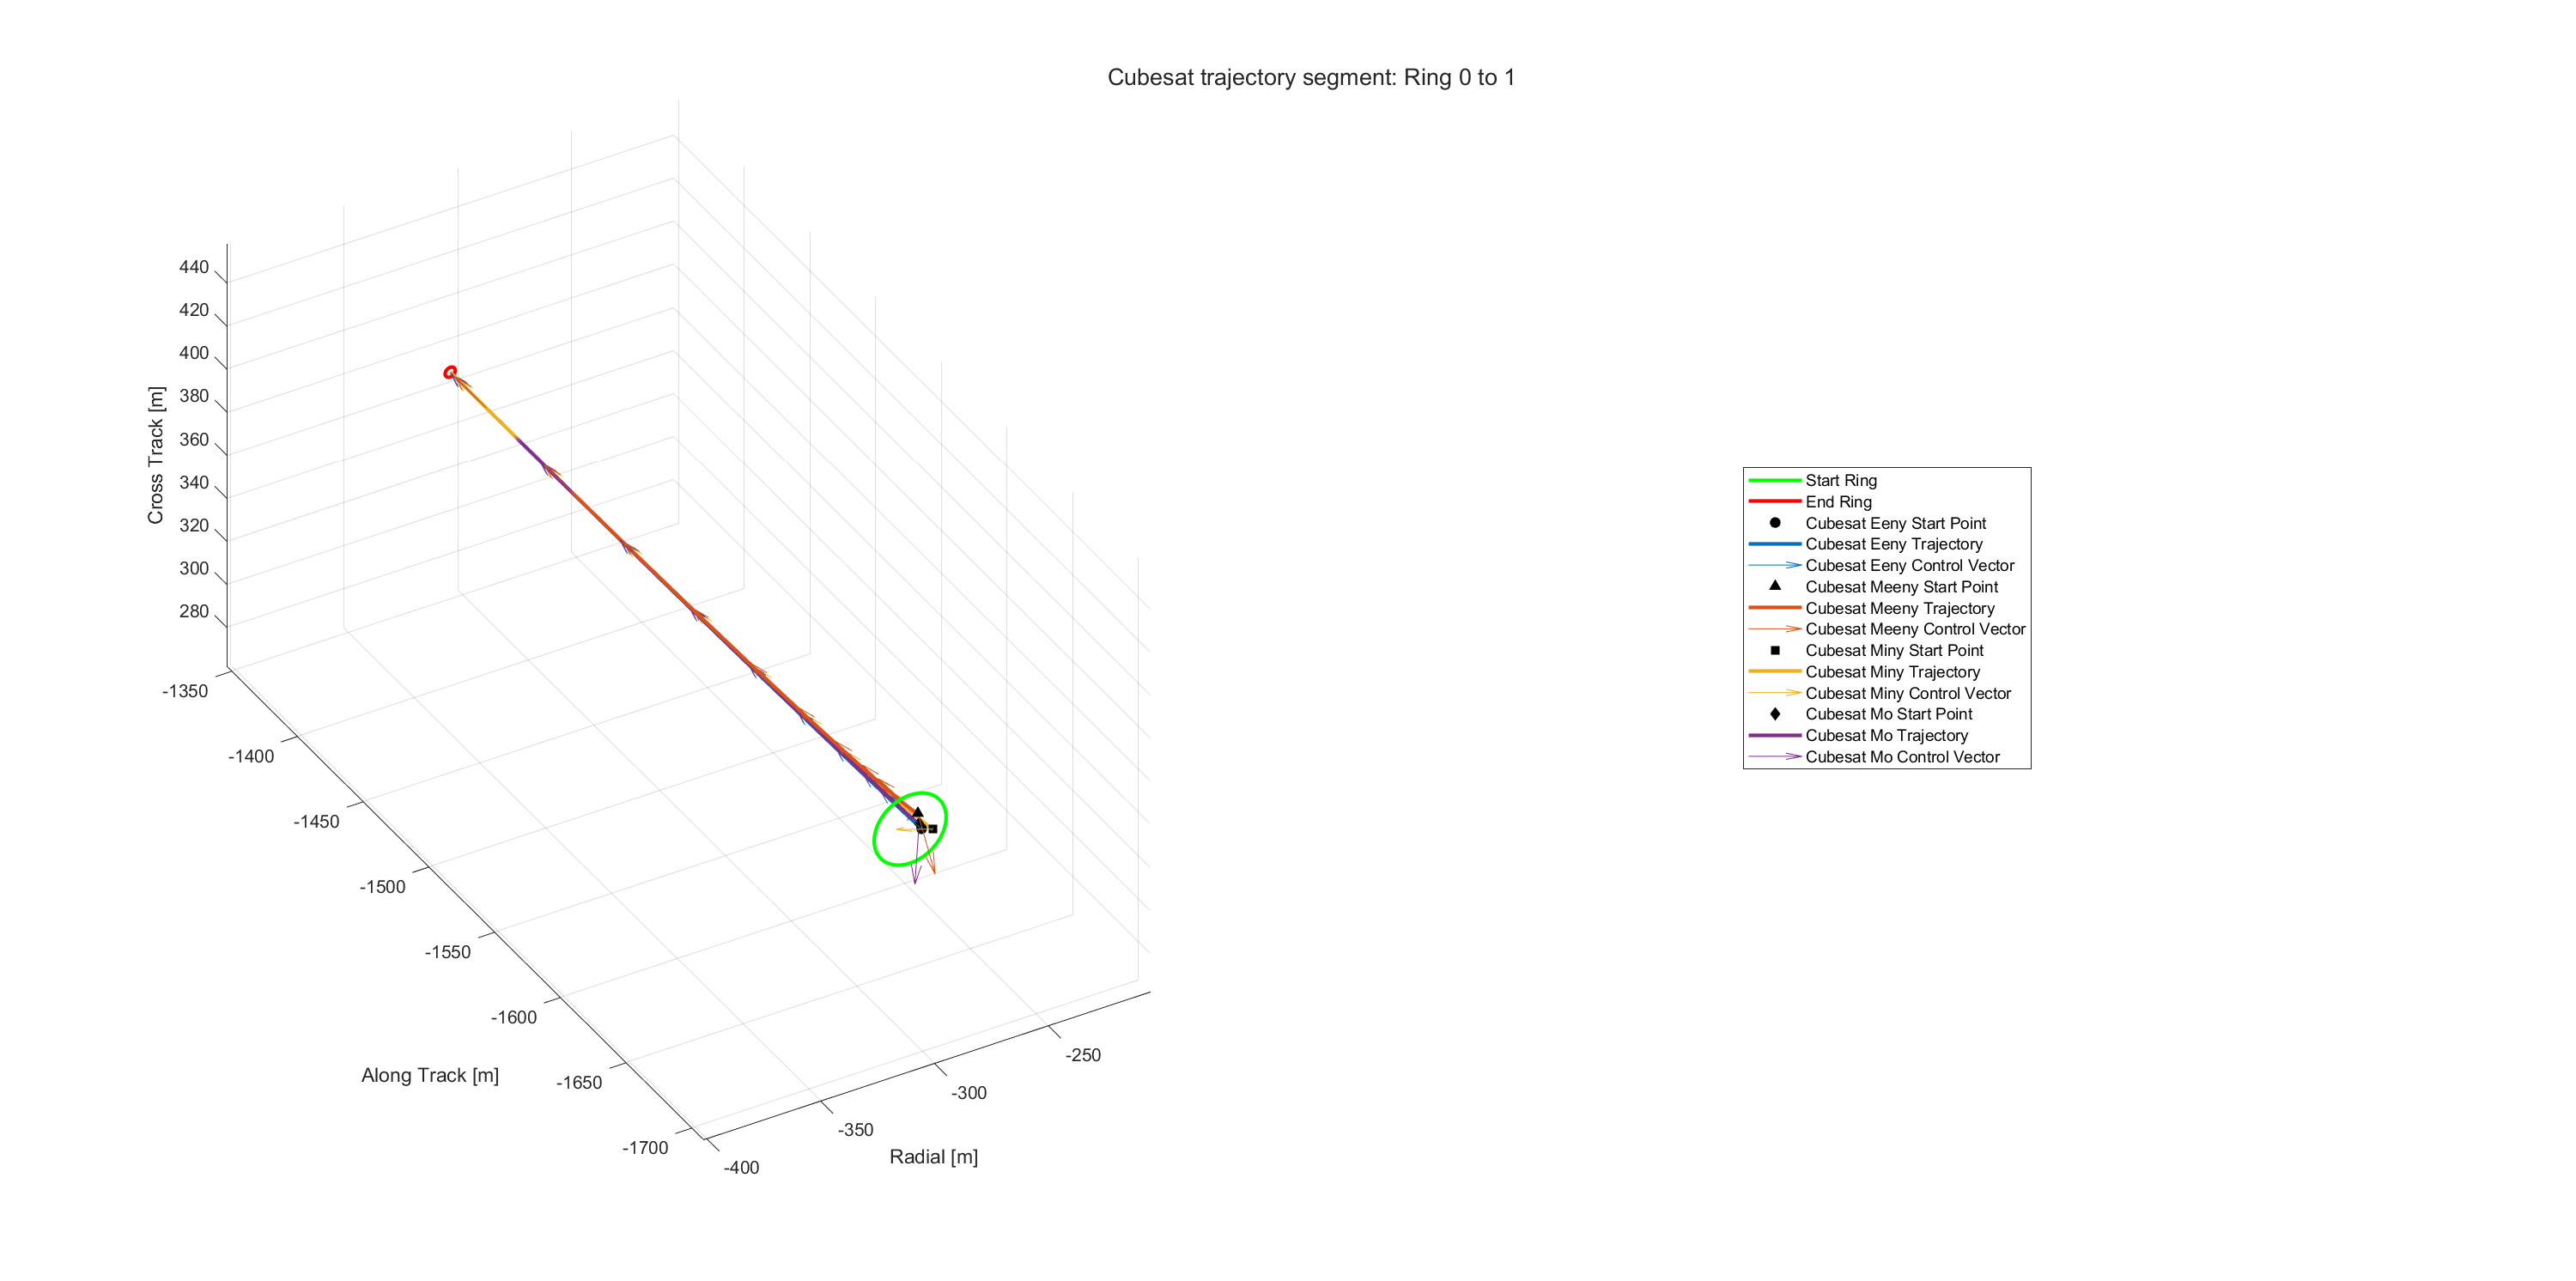 Cubesat trajectory segment: Ring 0 to 1
Cross Track [m]
440
420
400
380
360
340
320
300
280
-1350
-1400
-1450
-1500
-1550
-1600
-1650
-1700
Along Track [m]
-400
-350
-300
-250
Radial [m]
Start Ring
End Ring
Cubesat Eeny Start Point
Cubesat Eeny Trajectory
Cubesat Eeny Control Vector
Cubesat Meeny Start Point
Cubesat Meeny Trajectory
Cubesat Meeny Control Vector
Cubesat Miny Start Point
Cubesat Miny Trajectory
Cubesat Miny Control Vector
Cubesat Mo Start Point
Cubesat Mo Trajectory
Cubesat Mo Control Vector